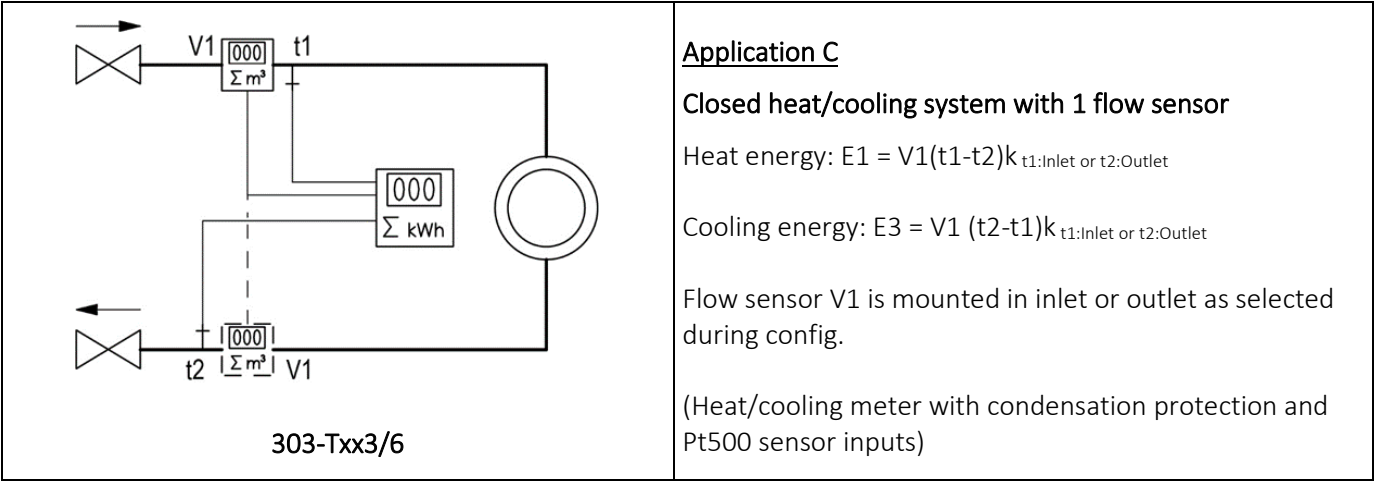 V1
000
Σ m³
t1
000
Σ kWh
000
Σ m³
t2
V1
303-Txx3/6
Application C
Closed heat/cooling system with 1 flow sensor
Heat energy: E1 = V1(t1-t2)k t1:Inlet or t2:Outlet
Cooling energy: E3 = V1 (t2-t1)k t1:Inlet or t2:Outlet
Flow sensor V1 is mounted in inlet or outlet as selected
during config.
(Heat/cooling meter with condensation protection and
Pt500 sensor inputs)